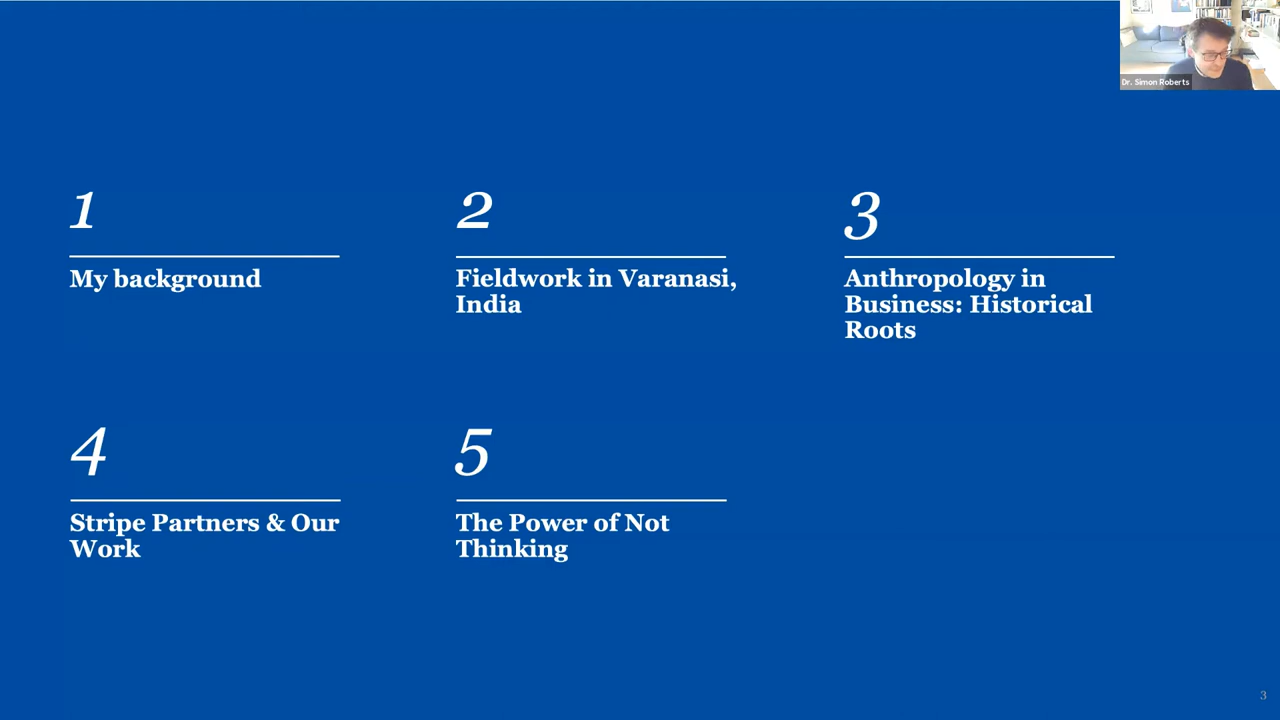 Dr. Simon Roberts
1
My background
2
Fieldwork in Varanasi,
India
3
Anthropology in
Business: Historical
Roots
4
Stripe Partners & Our
Work
5
The Power of Not
Thinking
3